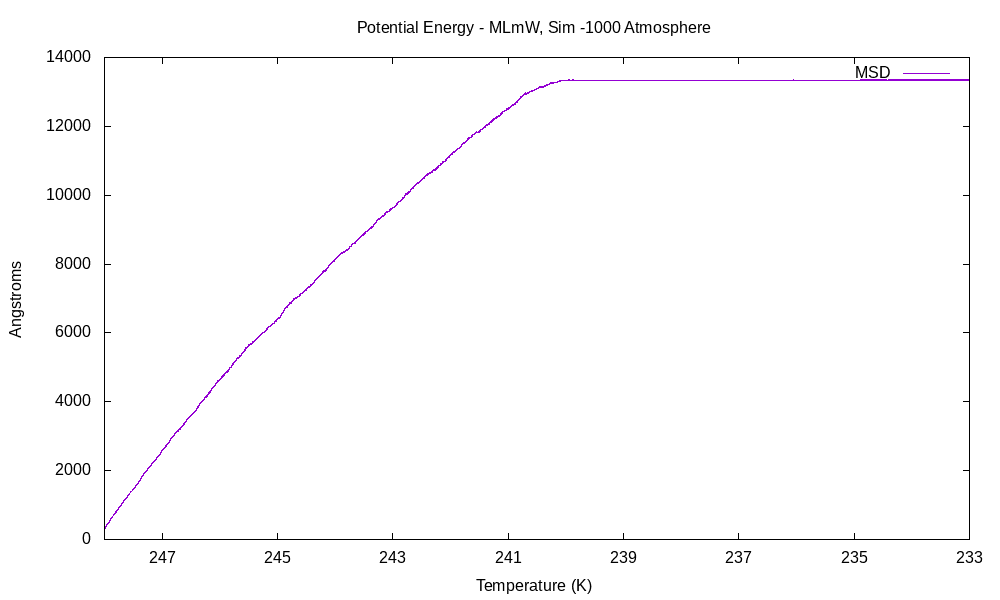 Potential Energy - MLmW, Sim -1000 Atmosphere
14000
12000
10000
8000
6000
4000
2000
0
Angstroms
MSD
247 245 243 241 239 237 235 233
Temperature (K)